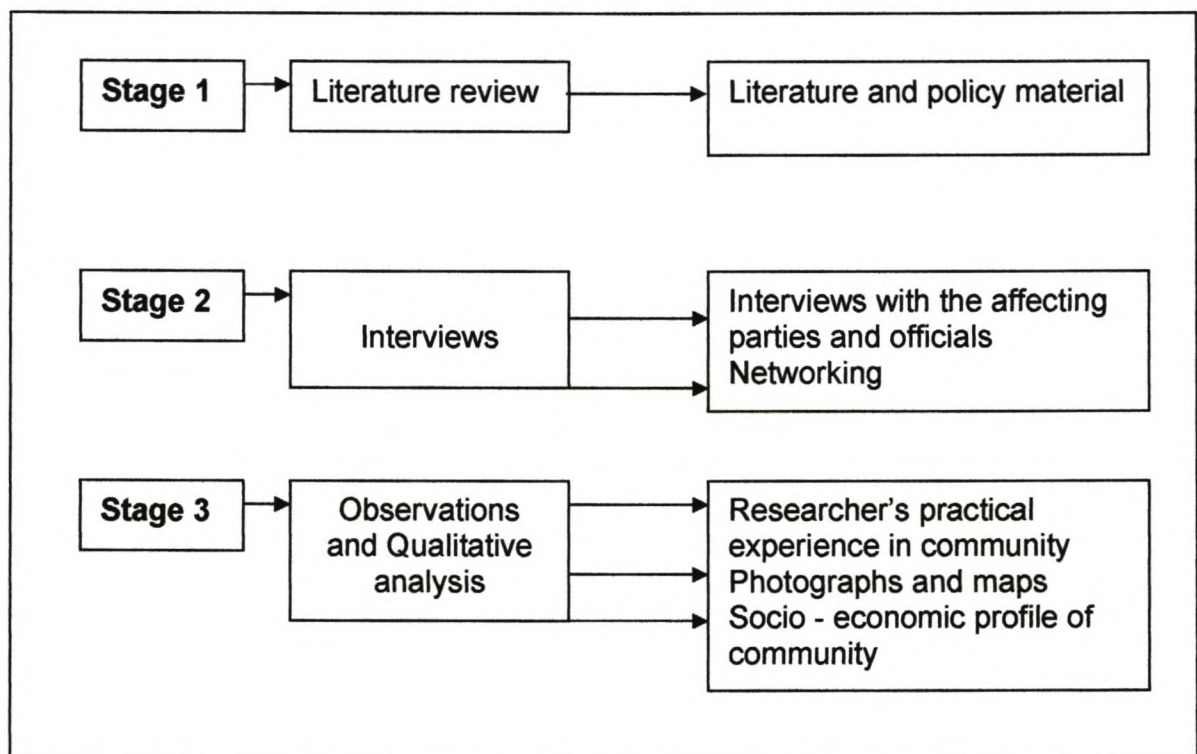 Stage 1
Literature review
Literature and policy material
Stage 2
Interviews
Interviews with the affecting
parties and officials
Networking
Stage 3
Observations
and Qualitative
analysis
Researcher's practical
experience in community
Photographs and maps
Socio - economic profile of
community